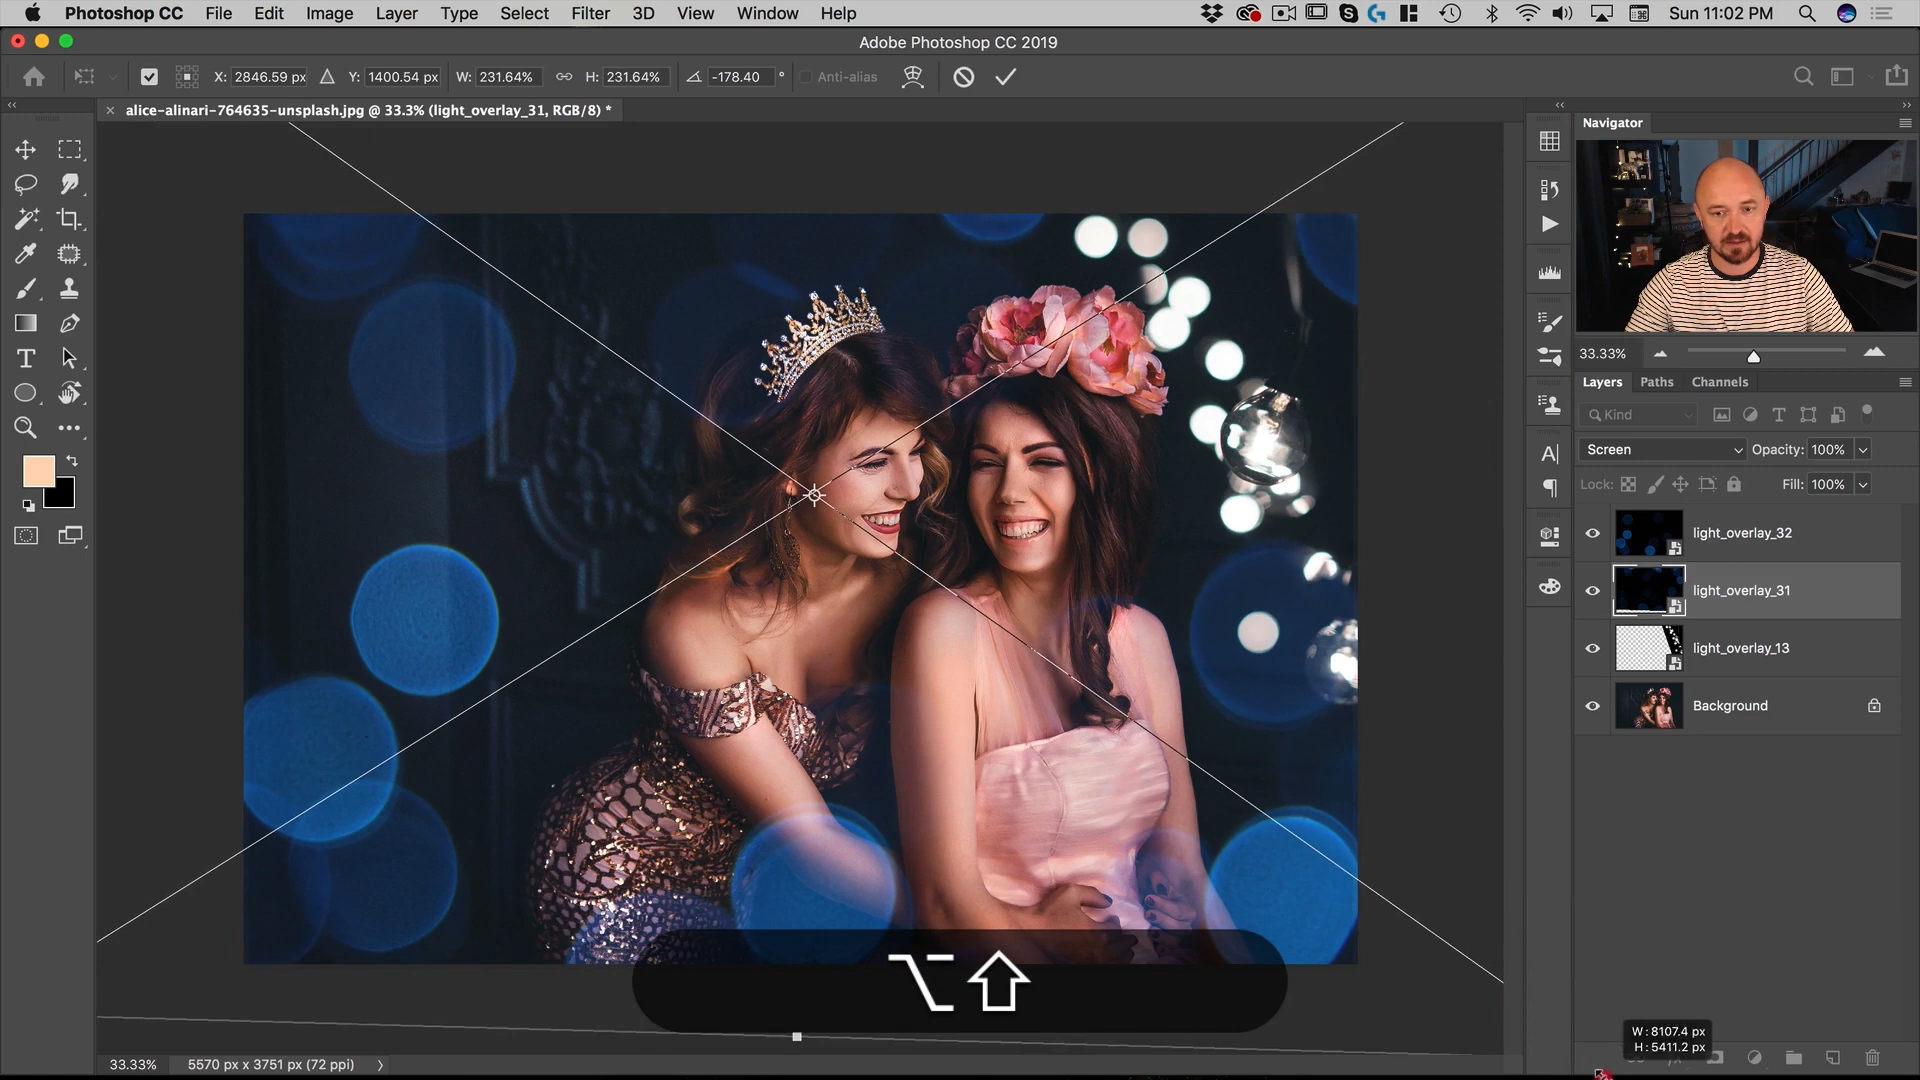 Photoshop CC File Edit Image Layer Type Select Filter 3D View Window Help Sun 11:02 PM
Adobe Photoshop CC 2019
X: 2846.59 px Y: 1400.54 px W: 231.64% H: 231.64% -178.40 ° Anti-alias
alice-alinari-764635-unsplash.jpg @ 33.3% (light_overlay_31, RGB/8) *
Navigator
33.33%
Layers Paths Channels
Kind
Screen Opacity: 100%
Lock: Fill: 100%
light_overlay_32
light_overlay_31
light_overlay_13
Background
W: 8107.4 px
H: 5411.2 px
33.33% 5570 px x 3751 px (72 ppi)